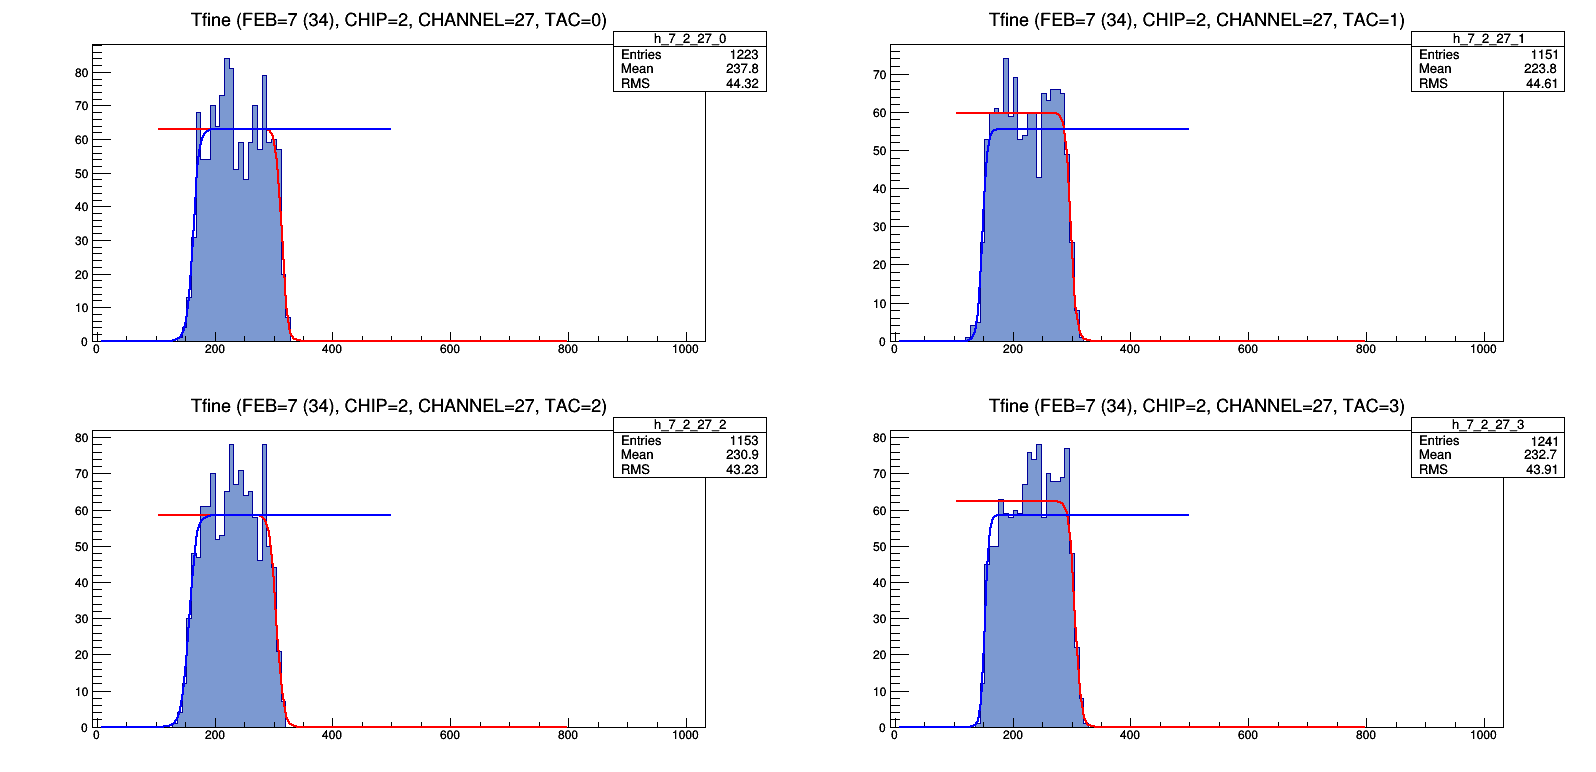 Tfine (FEB=7 (34), CHIP=2, CHANNEL=27, TAC=0)
h_7_2_27_0
Entries 1223
Mean 237.8
RMS 44.32
80
70
60
50
40
30
20
10
0
0 200 400 600 800 1000
Tfine (FEB=7 (34), CHIP=2, CHANNEL=27, TAC=1)
h_7_2_27_1
Entries 1151
Mean 223.8
RMS 44.61
70
60
50
40
30
20
10
0
0 200 400 600 800 1000
Tfine (FEB=7 (34), CHIP=2, CHANNEL=27, TAC=2)
h_7_2_27_2
Entries 1153
Mean 230.9
RMS 43.23
80
70
60
50
40
30
20
10
0
0 200 400 600 800 1000
Tfine (FEB=7 (34), CHIP=2, CHANNEL=27, TAC=3)
h_7_2_27_3
Entries 1241
Mean 232.7
RMS 43.91
80
70
60
50
40
30
20
10
0
0 200 400 600 800 1000